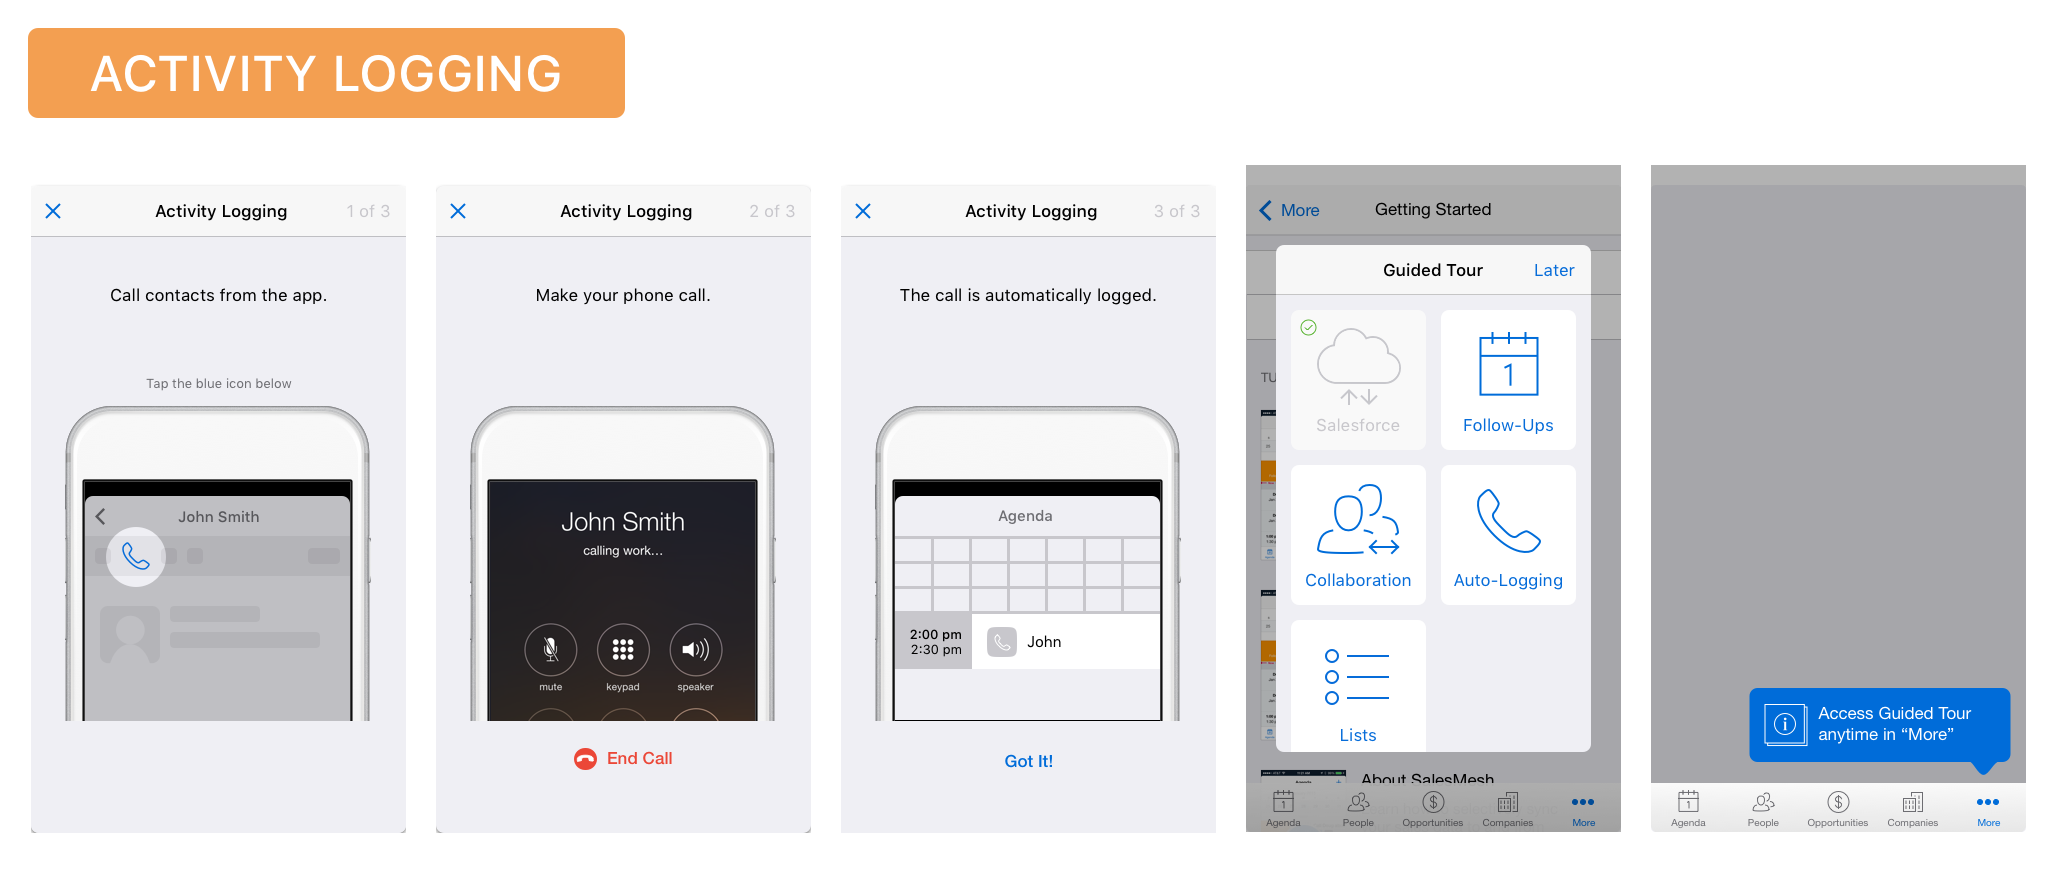 ACTIVITY LOGGING
Activity Logging
1 of 3
Call contacts from the app.
Tap the blue icon below
John Smith
Activity Logging
2 of 3
Make your phone call.
John Smith
calling work...
mute
keypad
speaker
End Call
Activity Logging
3 of 3
The call is automatically logged.
Agenda
2:00 pm
2:30 pm
John
Got It!
More
Getting Started
Guided Tour
Later
TU
Salesforce
1
Follow-Ups
Collaboration
Auto-Logging
Lists
About SalesMesh
1
Agenda
People
$
Opportunities
Companies
More
i
Access Guided Tour
anytime in “More”
1
Agenda
People
$
Opportunities
Companies
More